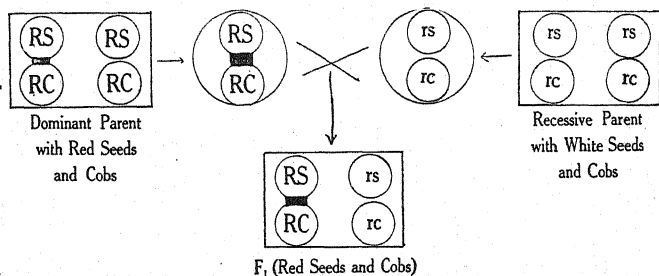 RS RS RS rs rs rs
RC RC RC rc rc rc
Dominant Parent
with Red Seeds
and Cobs
Recessive Parent
with White Seeds
and Cobs
RS rs
RC rc
F₁ (Red Seeds and Cobs)